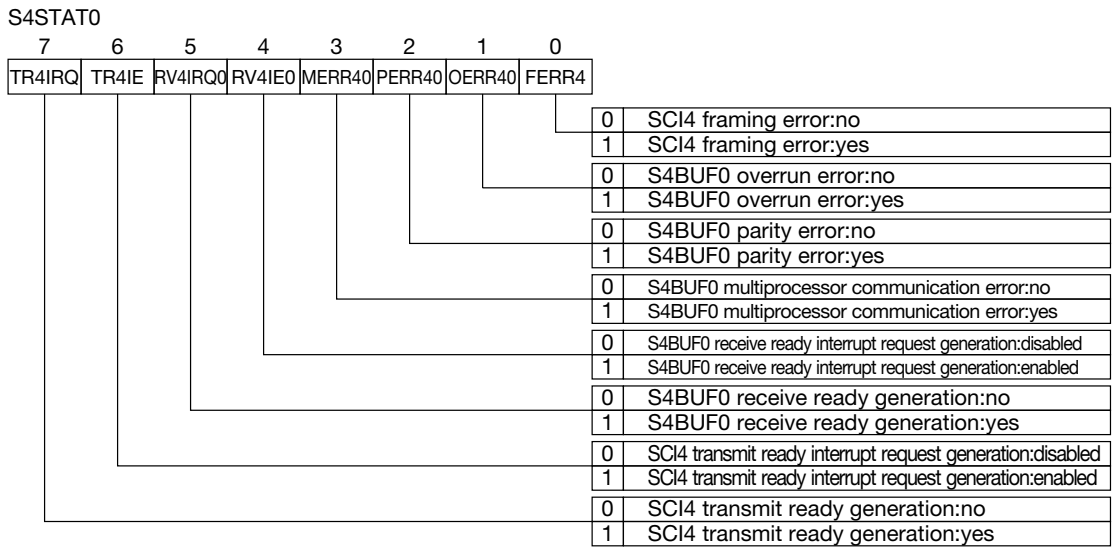 S4STAT0
7 6 5 4 3 2 1 0
TR4IRQ TR4IE RV4IRQ0 RV4IE0 MERR40 PERR40 OERR40 FERR4
0 SCI4 framing error:no
1 SCI4 framing error:yes
0 S4BUF0 overrun error:no
1 S4BUF0 overrun error:yes
0 S4BUF0 parity error:no
1 S4BUF0 parity error:yes
0 S4BUF0 multiprocessor communication error:no
1 S4BUF0 multiprocessor communication error:yes
0 S4BUF0 receive ready interrupt request generation:disabled
1 S4BUF0 receive ready interrupt request generation:enabled
0 S4BUF0 receive ready generation:no
1 S4BUF0 receive ready generation:yes
0 SCI4 transmit ready interrupt request generation:disabled
1 SCI4 transmit ready interrupt request generation:enabled
0 SCI4 transmit ready generation:no
1 SCI4 transmit ready generation:yes